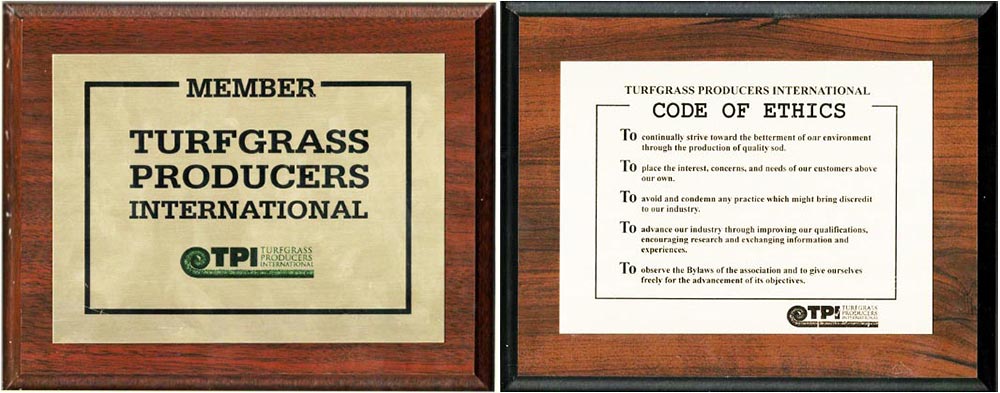 MEMBER
TURFGRASS
PRODUCERS
INTERNATIONAL
TPI TURFGRASS
PRODUCERS
INTERNATIONAL
TURFGRASS PRODUCERS INTERNATIONAL
CODE OF ETHICS
To continually strive toward the betterment of our environment
through the production of quality sod.
To place the interest, concerns, and needs of our customers above
our own.
To avoid and condemn any practice which might bring discredit
to our industry.
To advance our industry through improving our qualifications,
encouraging research and exchanging information and
experiences.
To observe the Bylaws of the association and to give ourselves
freely for the advancement of its objectives.
TPI TURFGRASS
PRODUCERS
INTERNATIONAL